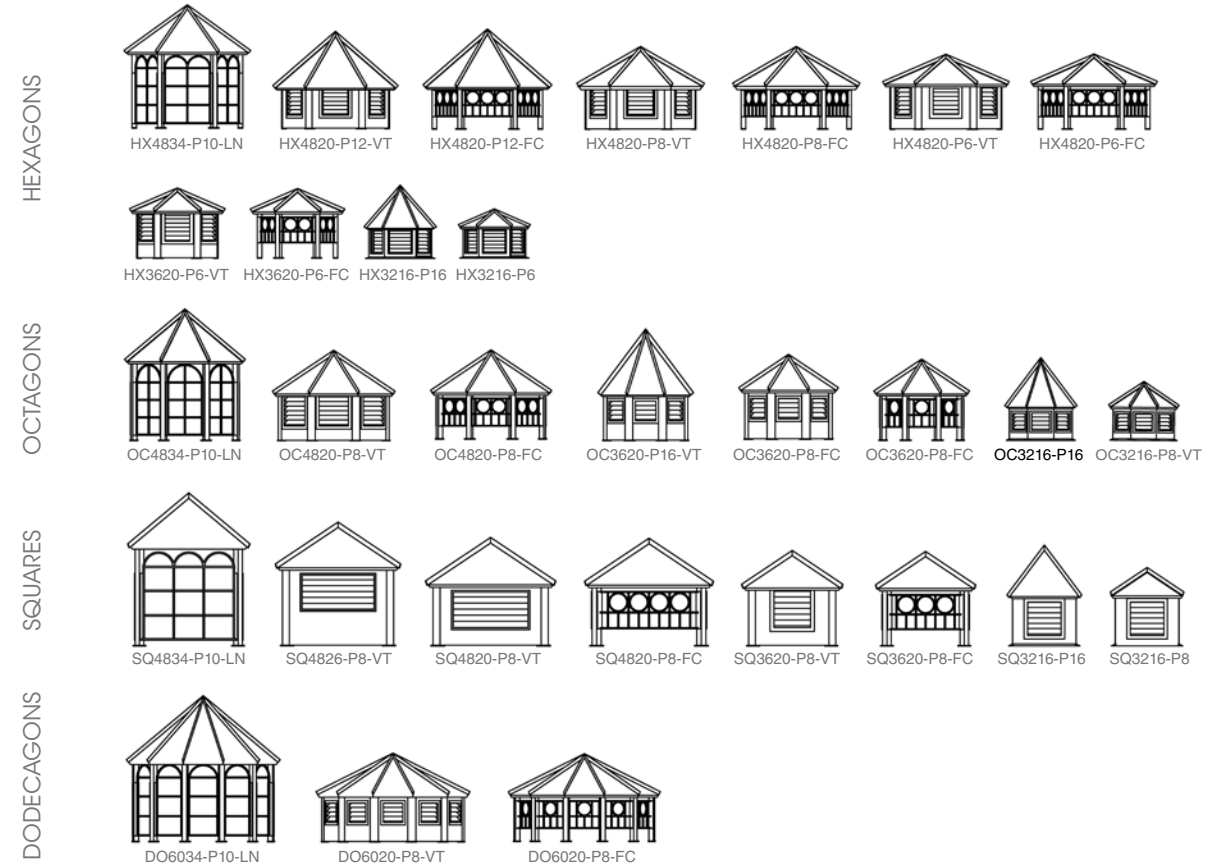 HEXAGONS
HX4834-P10-LN HX4820-P12-VT HX4820-P12-FC HX4820-P8-VT HX4820-P8-FC HX4820-P6-VT HX4820-P6-FC
HX3620-P6-VT HX3620-P6-FC HX3216-P16 HX3216-P6
OCTAGONS
OC4834-P10-LN OC4820-P8-VT OC4820-P8-FC OC3620-P16-VT OC3620-P8-FC OC3620-P8-FC OC3216-P16 OC3216-P8-VT
SQUARES
SQ4834-P10-LN SQ4826-P8-VT SQ4820-P8-VT SQ4820-P8-FC SQ3620-P8-VT SQ3620-P8-FC SQ3216-P16 SQ3216-P8
DODECAGONS
DO6034-P10-LN DO6020-P8-VT DO6020-P8-FC